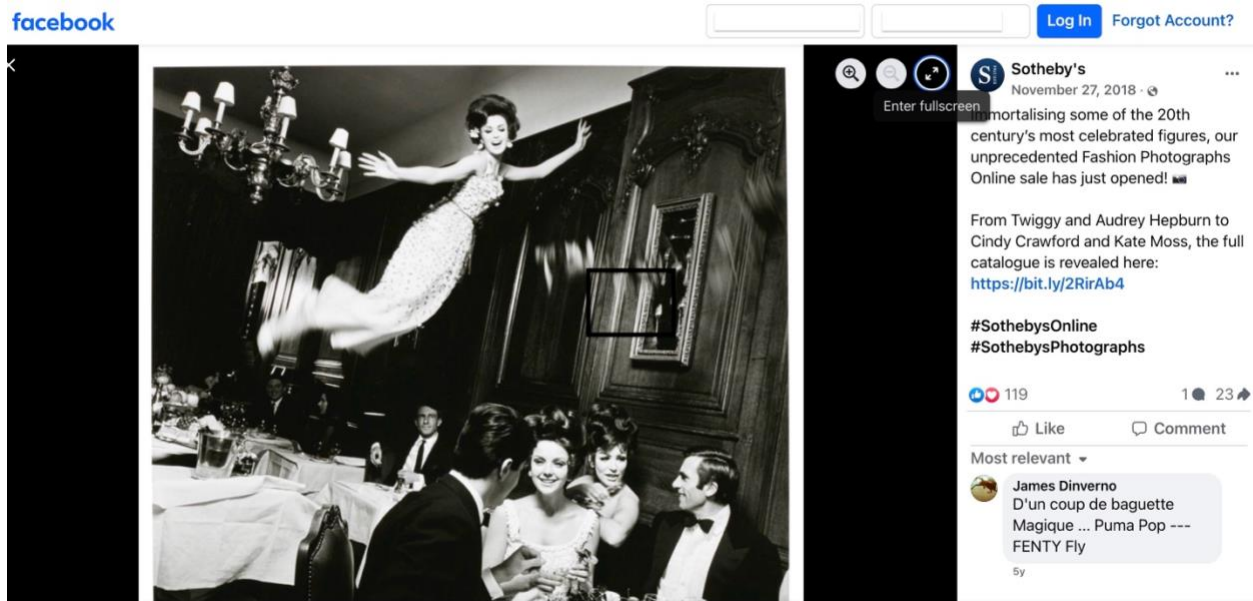 facebook
Log In
Forgot Account?
Enter fullscreen
S
Sotheby's
November 27, 2018 ·
Immortalising some of the 20th
century's most celebrated figures, our
unprecedented Fashion Photographs
Online sale has just opened! 📷
From Twiggy and Audrey Hepburn to
Cindy Crawford and Kate Moss, the full
catalogue is revealed here:
https://bit.ly/2RirAb4
#SothebysOnline
#SothebysPhotographs
119
1 23
Like Comment
Most relevant
James Dinverno
D'un coup de baguette
Magique ... Puma Pop ---
FENTY Fly
5y